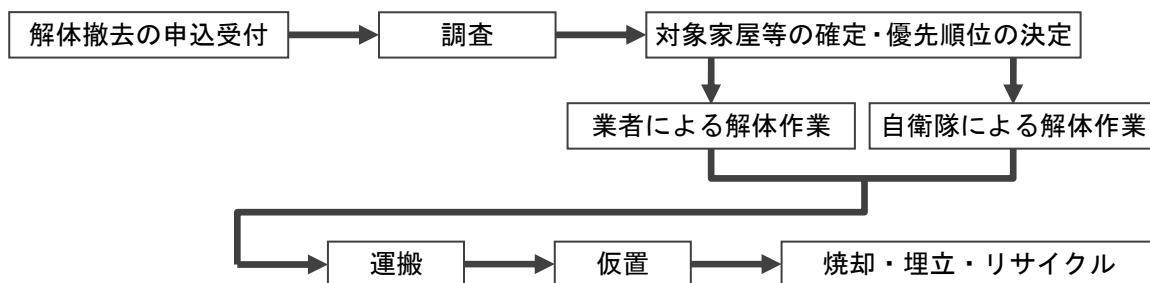 解体撤去の申込受付
調査
対象家屋等の確定・優先順位の決定
業者による解体作業
自衛隊による解体作業
運搬
仮置
焼却・埋立・リサイクル